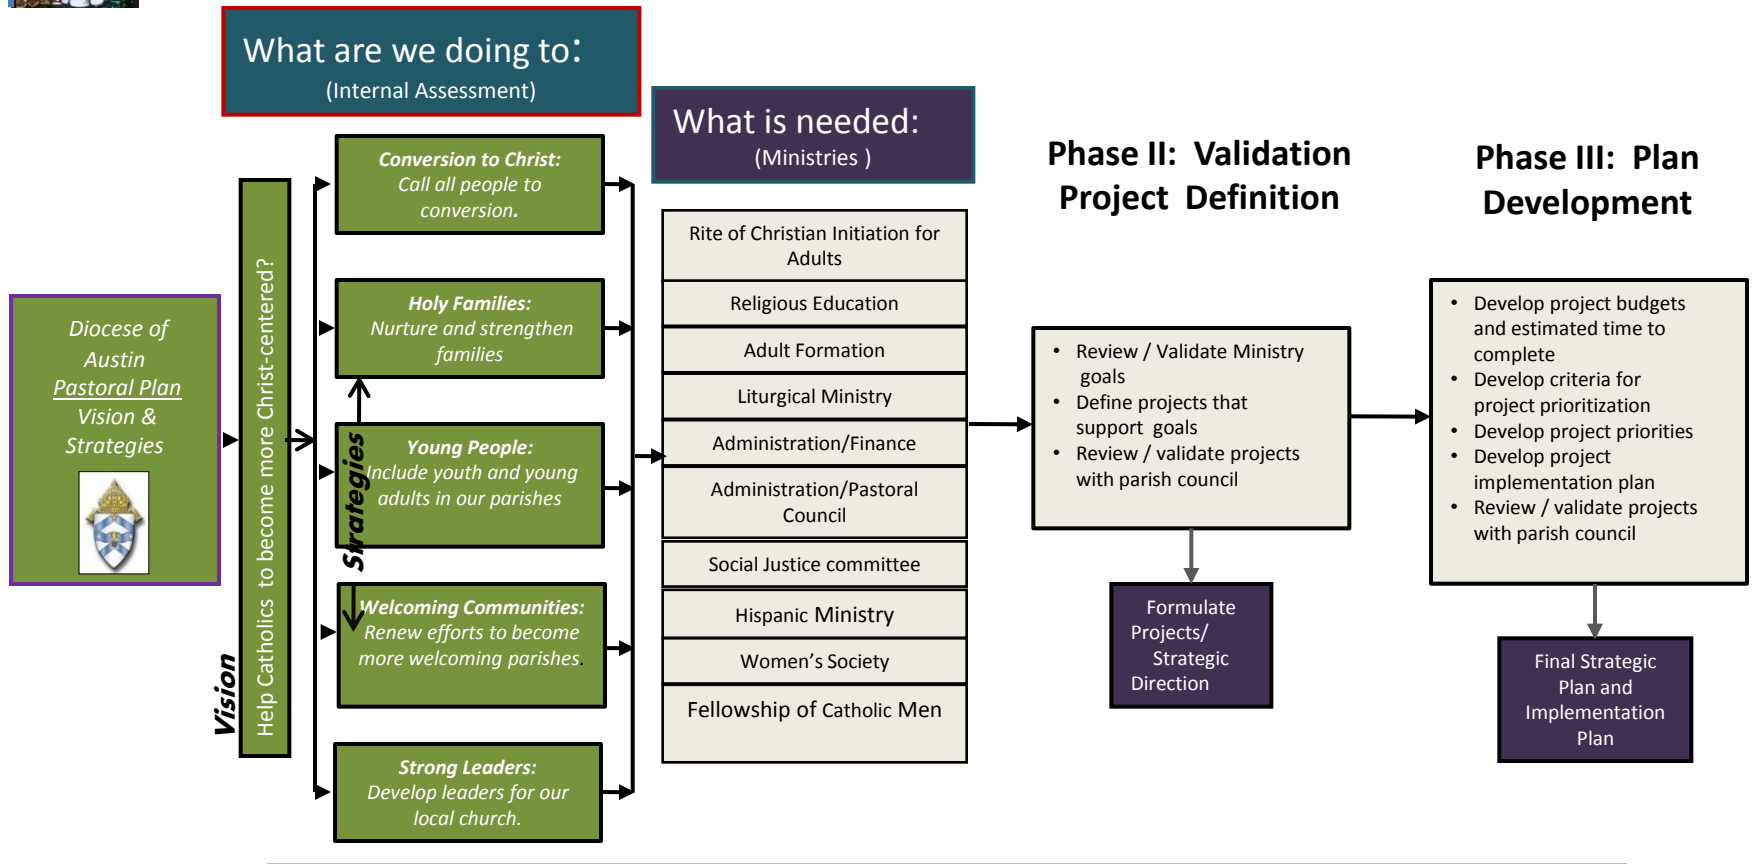 What are we doing to:
(Internal Assessment)
What is needed:
(Ministries )
Phase II: Validation
Project Definition
Phase III: Plan
Development
Diocese of
Austin
Pastoral Plan
Vision &
Strategies
Vision
Help Catholics to become more Christ-centered?
Strategies
Conversion to Christ:
Call all people to
conversion.
Holy Families:
Nurture and strengthen
families
Young People:
Include youth and young
adults in our parishes
Welcoming Communities:
Renew efforts to become
more welcoming parishes.
Strong Leaders:
Develop leaders for our
local church.
Rite of Christian Initiation for
Adults
Religious Education
Adult Formation
Liturgical Ministry
Administration/Finance
Administration/Pastoral
Council
Social Justice committee
Hispanic Ministry
Women’s Society
Fellowship of Catholic Men
• Review / Validate Ministry
goals
• Define projects that
support goals
• Review / validate projects
with parish council
Formulate
Projects/
Strategic
Direction
• Develop project budgets
and estimated time to
complete
• Develop criteria for
project prioritization
• Develop project priorities
• Develop project
implementation plan
• Review / validate projects
with parish council
Final Strategic
Plan and
Implementation
Plan